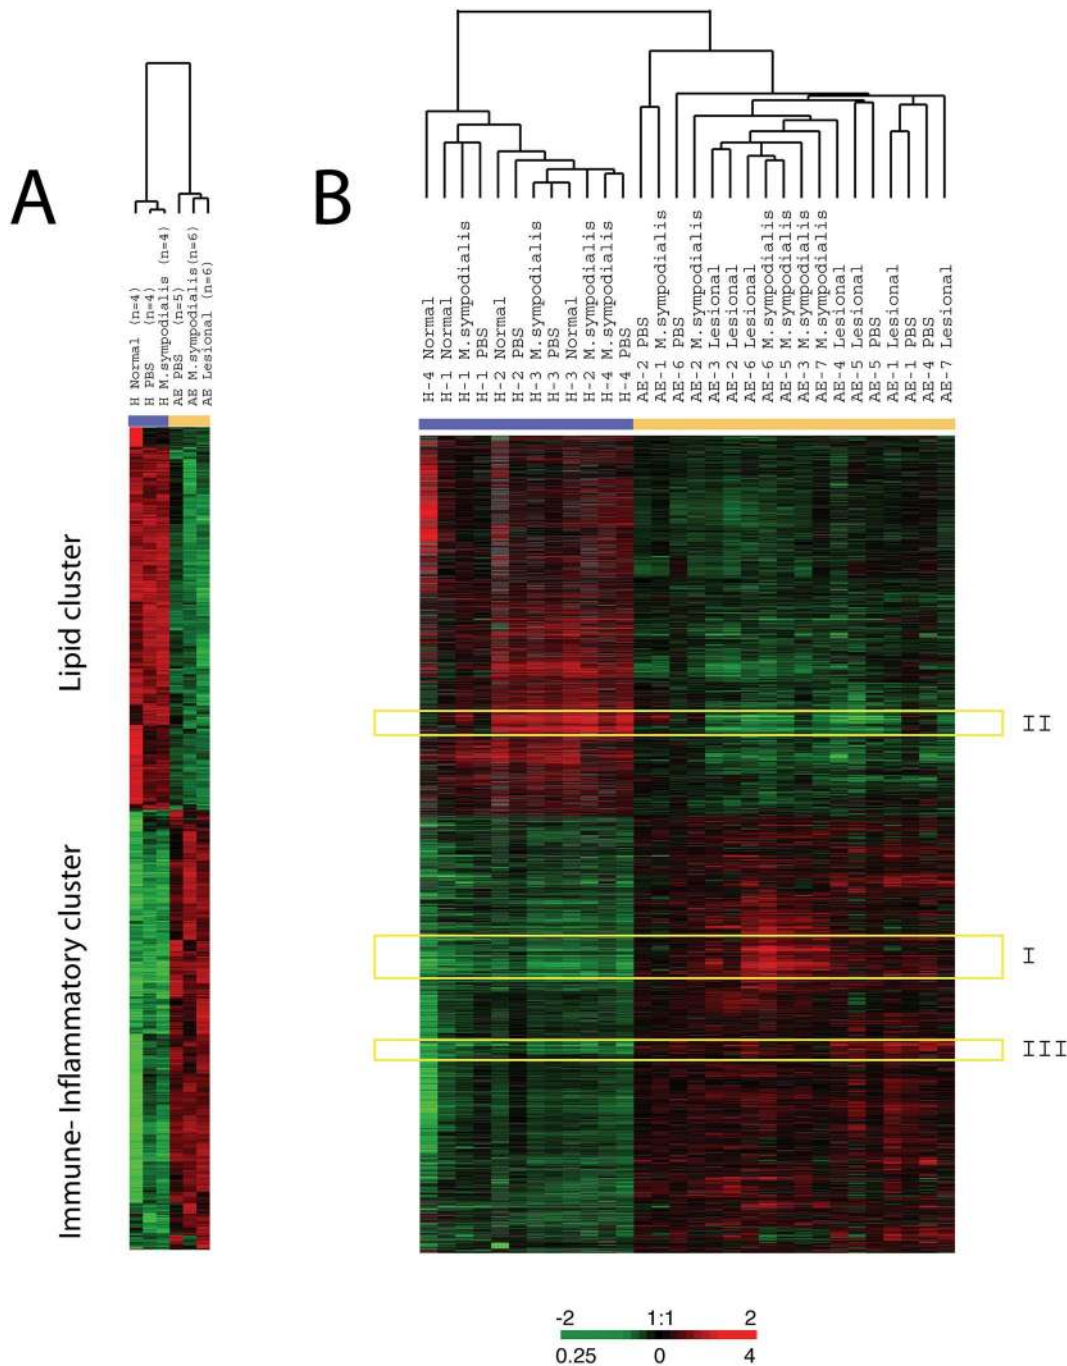 A
B
H Normal (n=4)
H PBS (n=4)
H M.sympodialis (n=4)
AE PBS (n=5)
AE M.sympodialis(n=6)
AE Lesional (n=6)
H-4 Normal
H-1 Normal
H-1 M.sympodialis
H-1 PBS
H-2 Normal
H-2 PBS
H-3 M.sympodialis
H-3 PBS
H-3 Normal
H-2 M.sympodialis
H-4 M.sympodialis
H-4 PBS
AE-2 PBS
AE-1 M.sympodialis
AE-6 PBS
AE-2 M.sympodialis
AE-3 Lesional
AE-2 Lesional
AE-6 Lesional
AE-6 M.sympodialis
AE-5 M.sympodialis
AE-3 M.sympodialis
AE-7 M.sympodialis
AE-4 Lesional
AE-5 Lesional
AE-5 PBS
AE-1 Lesional
AE-1 PBS
AE-4 PBS
AE-7 Lesional
Lipid cluster
Immune- Inflammatory cluster
II
I
III
-2 1:1 2
0.25 0 4